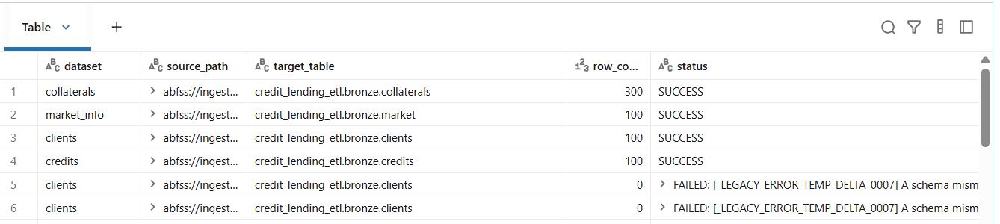 Table +
dataset source_path target_table row_co... status
1 collaterals abfss://ingest... credit_lending_etl.bronze.collaterals 300 SUCCESS
2 market_info abfss://ingest... credit_lending_etl.bronze.market 100 SUCCESS
3 clients abfss://ingest... credit_lending_etl.bronze.clients 100 SUCCESS
4 credits abfss://ingest... credit_lending_etl.bronze.credits 100 SUCCESS
5 clients abfss://ingest... credit_lending_etl.bronze.clients 0 FAILED: [_LEGACY_ERROR_TEMP_DELTA_0007] A schema mism
6 clients abfss://ingest... credit_lending_etl.bronze.clients 0 FAILED: [_LEGACY_ERROR_TEMP_DELTA_0007] A schema mism